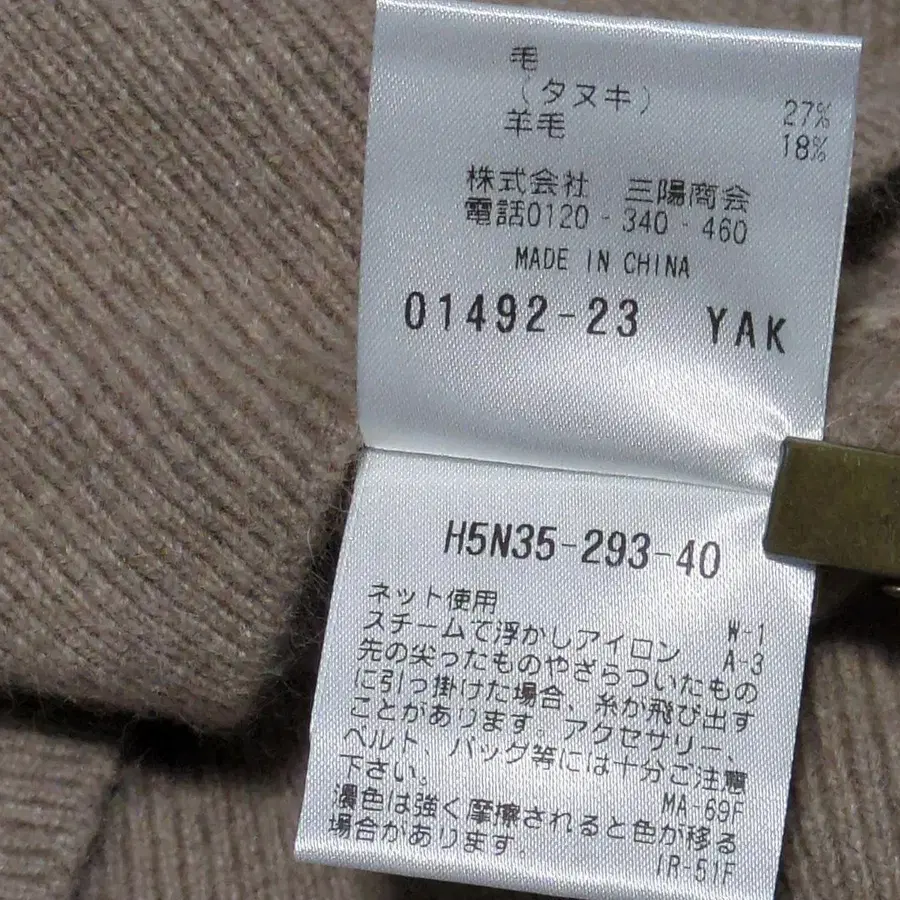 毛
(タヌキ) 27%
羊毛 18%
株式会社 三陽商会
電話0120-340-460
MADE IN CHINA
01492-23 YAK
H5N35-293-40
ネット使用 W-1
スチームで浮かしアイロン A-3
先の尖ったものやざらついたもの
に引っ掛けた場合、糸が飛び出す
ことがあります。アクセサリー、
ベルト、バッグ等には十分ご注意
下さい。 MA-69F
濃色は強く摩擦されると色が移る
場合があります。 IR-51F